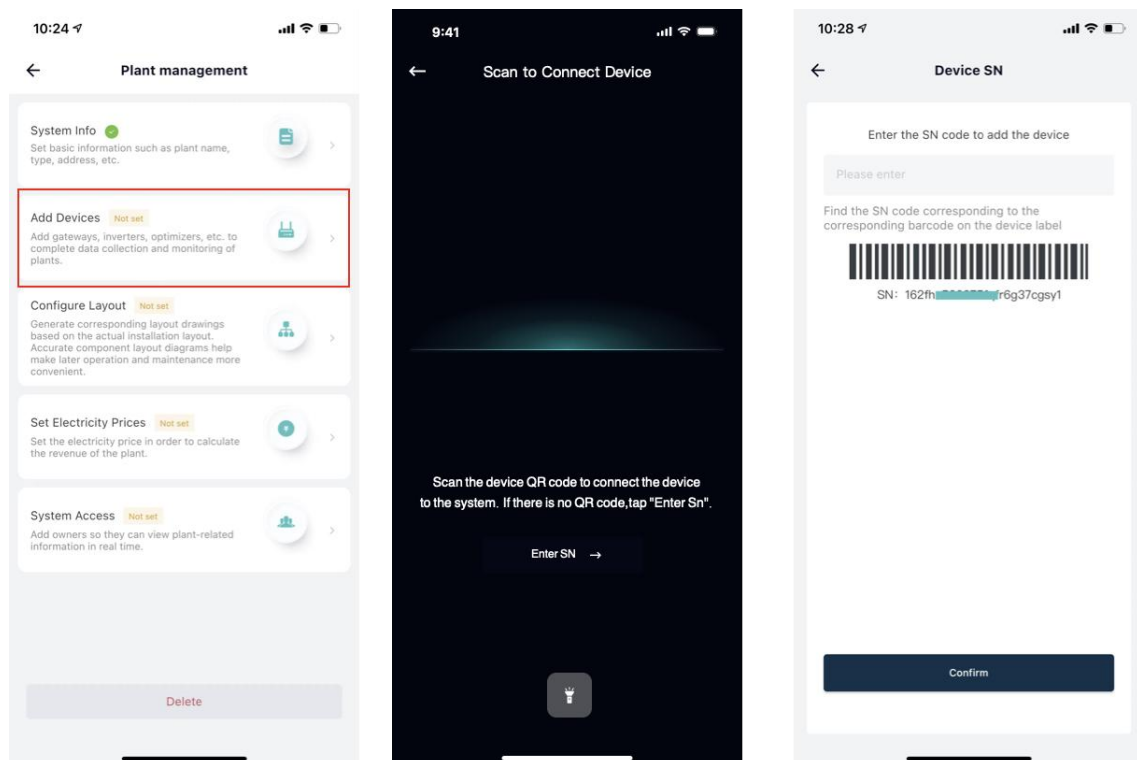 10:24
Plant management
System Info
Set basic information such as plant name,
type, address, etc.
Add Devices Not set
Add gateways, inverters, optimizers, etc. to
complete data collection and monitoring of
plants.
Configure Layout Not set
Generate corresponding layout drawings
based on the actual installation layout.
Accurate component layout diagrams help
make later operation and maintenance more
convenient.
Set Electricity Prices Not set
Set the electricity price in order to calculate
the revenue of the plant.
System Access Not set
Add owners so they can view plant-related
information in real time.
Delete
9:41
Scan to Connect Device
Scan the device QR code to connect the device
to the system. If there is no QR code,tap "Enter Sn".
Enter SN →
10:28
Device SN
Enter the SN code to add the device
Please enter
Find the SN code corresponding to the
corresponding barcode on the device label
SN: 162fh r6g37cgsy1
Confirm